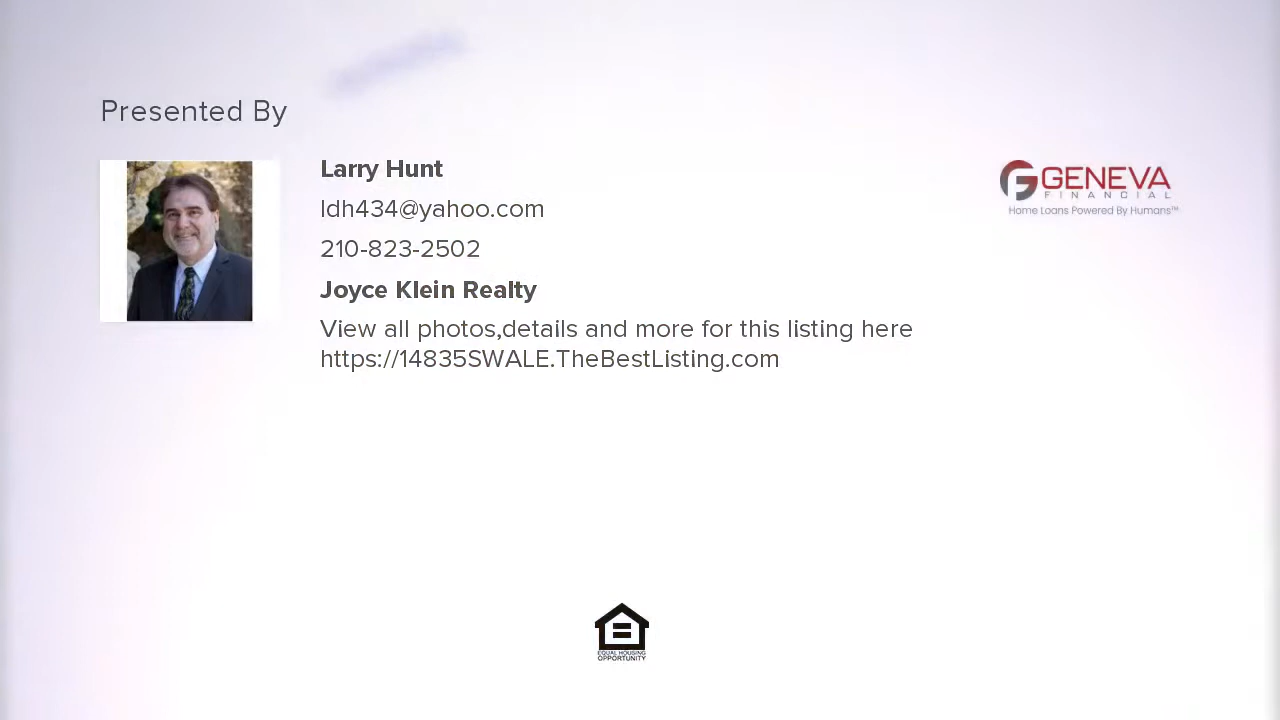 Presented By
Larry Hunt
ldh434@yahoo.com
210-823-2502
Joyce Klein Realty
View all photos,details and more for this listing here
https://14835SWALE.TheBestListing.com
GENEVA
FINANCIAL
Home Loans Powered By Humans™
EQUAL HOUSING
OPPORTUNITY